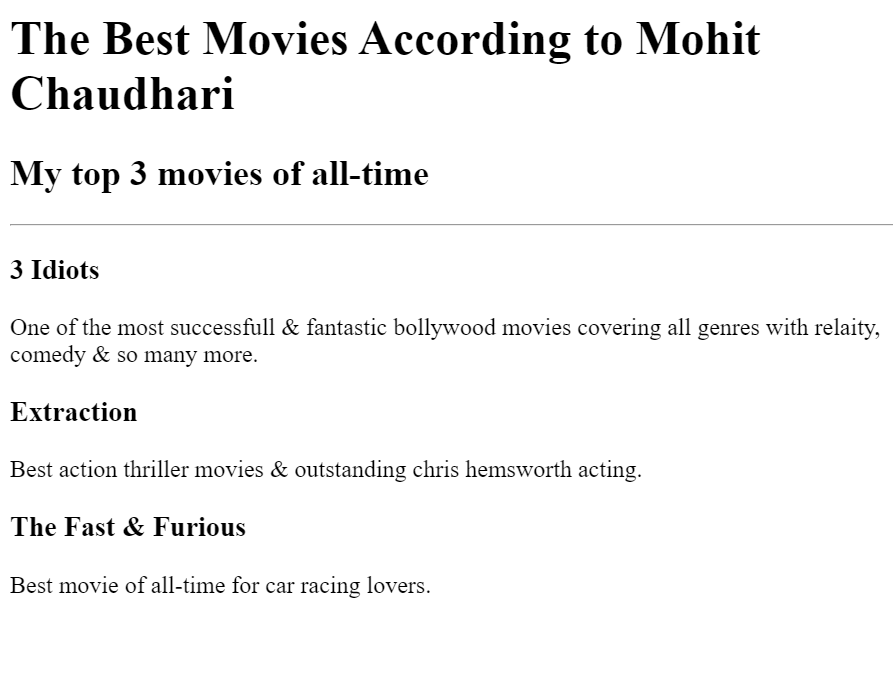 The Best Movies According to Mohit
Chaudhari
My top 3 movies of all-time
3 Idiots
One of the most successfull & fantastic bollywood movies covering all genres with relaity,
comedy & so many more.
Extraction
Best action thriller movies & outstanding chris hemsworth acting.
The Fast & Furious
Best movie of all-time for car racing lovers.